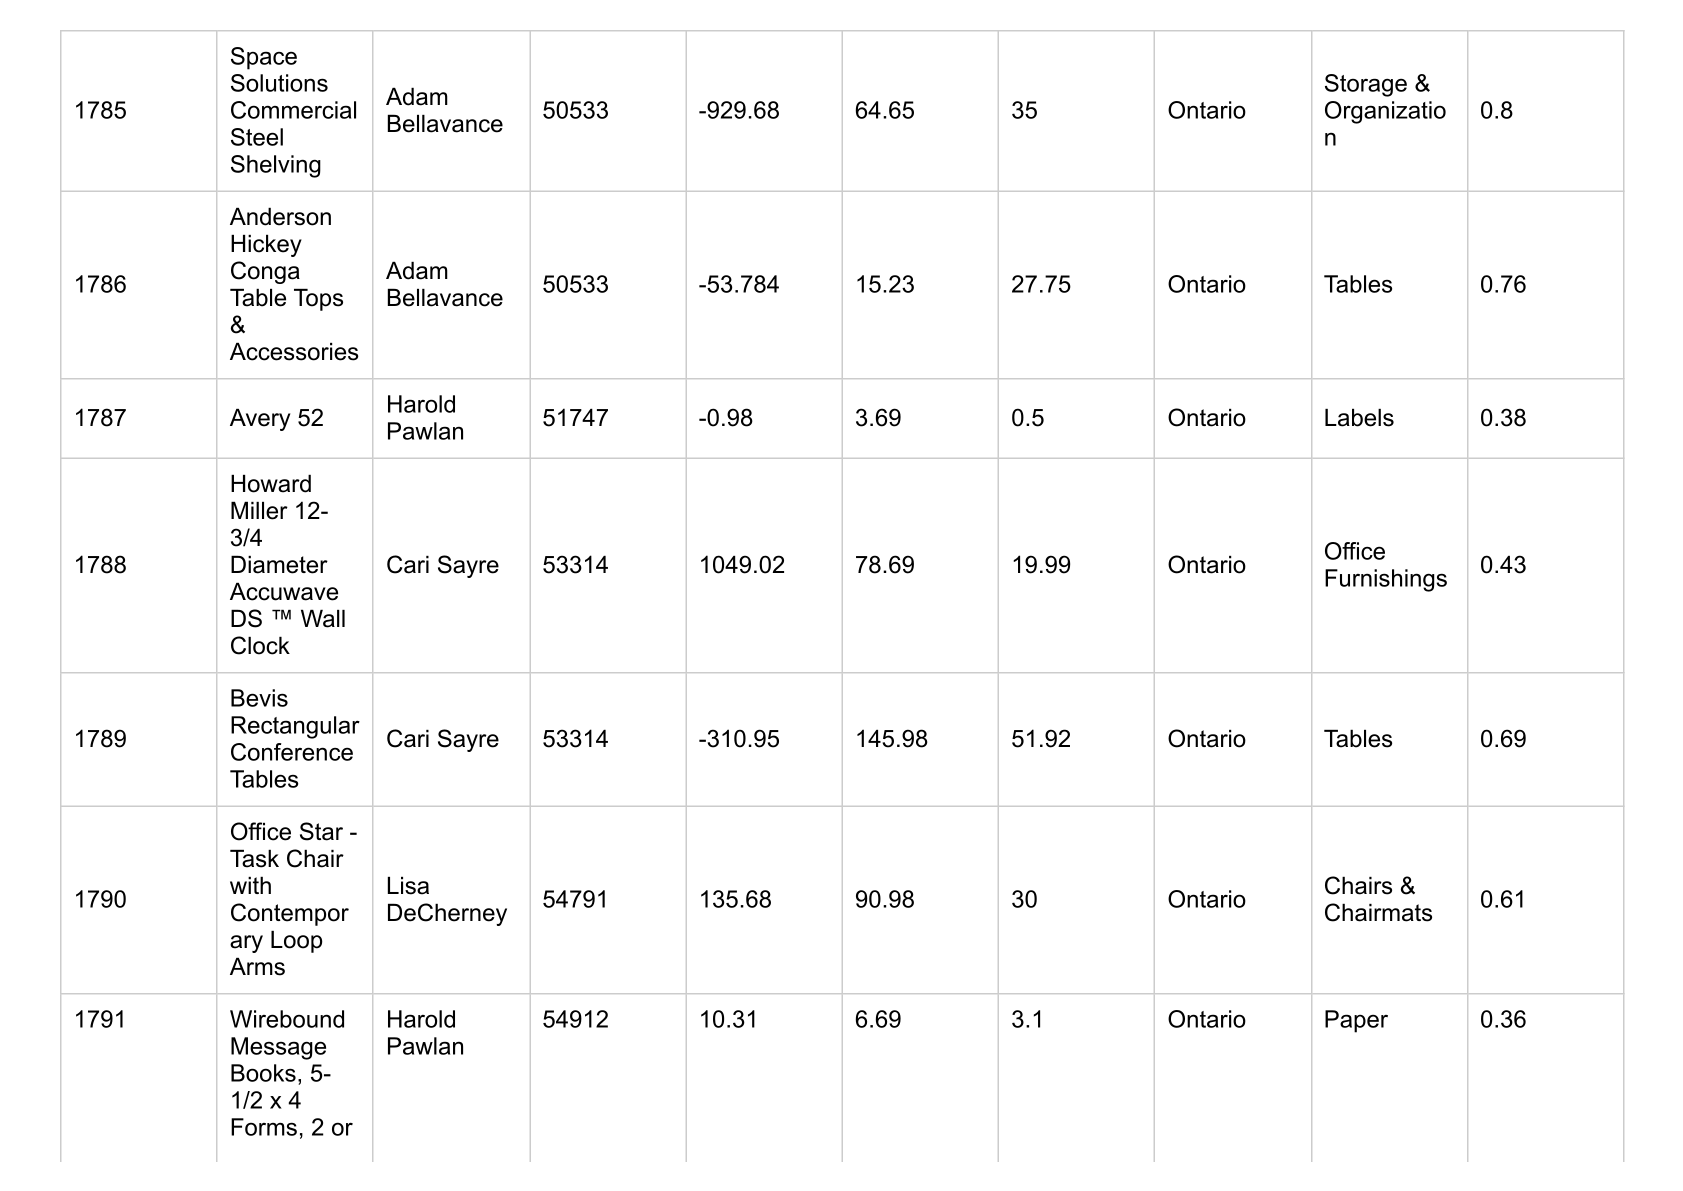 1785
Space
Solutions
Commercial
Steel
Shelving
Adam
Bellavance
50533
-929.68
64.65
35
Ontario
Storage &
Organizatio
n
0.8
1786
Anderson
Hickey
Conga
Table Tops
&
Accessories
Adam
Bellavance
50533
-53.784
15.23
27.75
Ontario
Tables
0.76
1787
Avery 52
Harold
Pawlan
51747
-0.98
3.69
0.5
Ontario
Labels
0.38
1788
Howard
Miller 12-
3/4
Diameter
Accuwave
DS ™ Wall
Clock
Cari Sayre
53314
1049.02
78.69
19.99
Ontario
Office
Furnishings
0.43
1789
Bevis
Rectangular
Conference
Tables
Cari Sayre
53314
-310.95
145.98
51.92
Ontario
Tables
0.69
1790
Office Star -
Task Chair
with
Contempor
ary Loop
Arms
Lisa
DeCherney
54791
135.68
90.98
30
Ontario
Chairs &
Chairmats
0.61
1791
Wirebound
Message
Books, 5-
1/2 x 4
Forms, 2 or
Harold
Pawlan
54912
10.31
6.69
3.1
Ontario
Paper
0.36